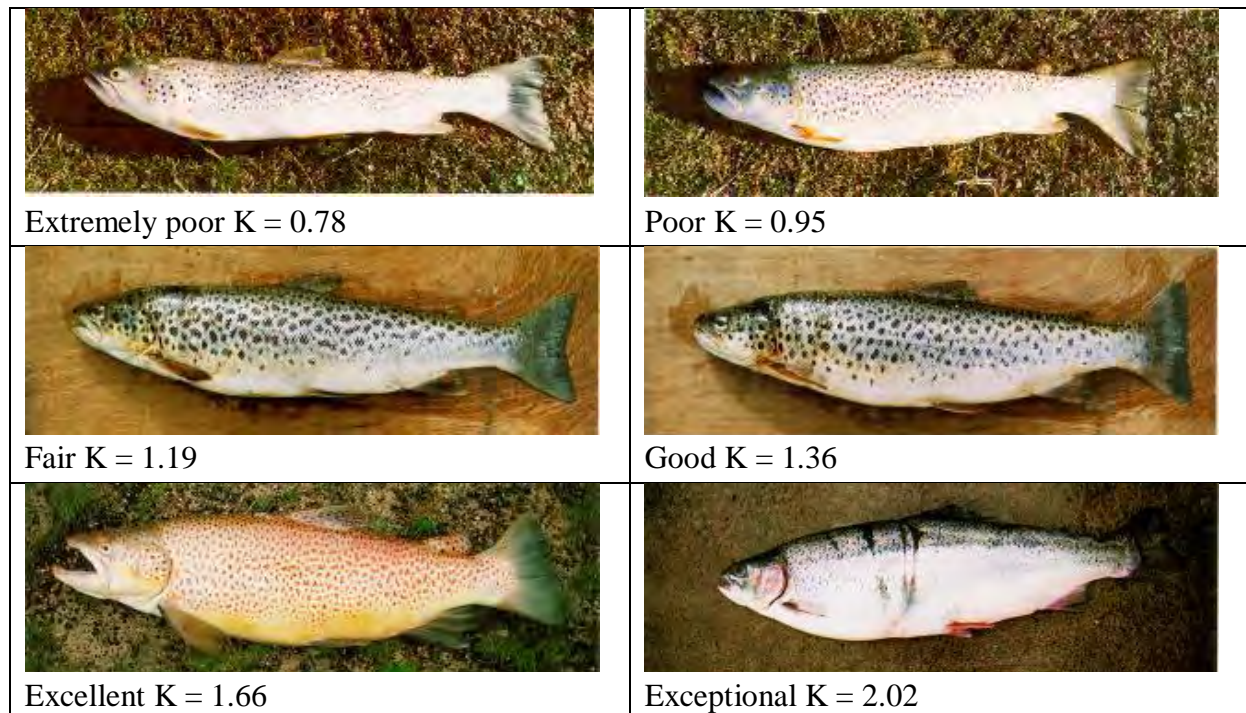 Extremely poor K = 0.78
Poor K = 0.95
Fair K = 1.19
Good K = 1.36
Excellent K = 1.66
Exceptional K = 2.02